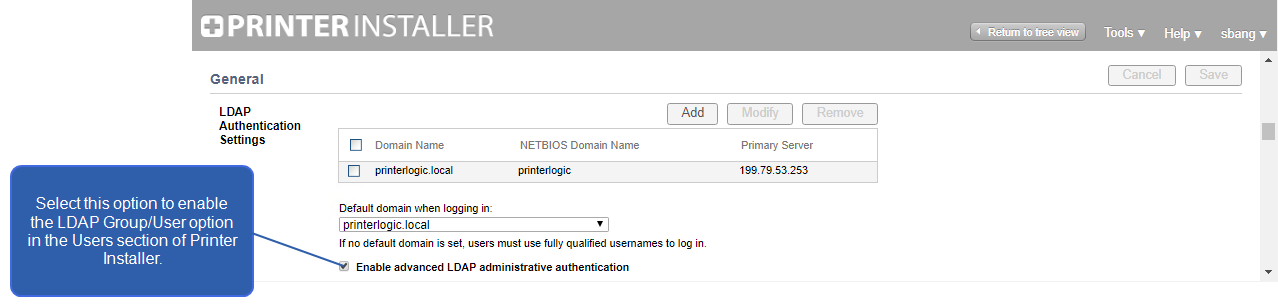 PRINTER INSTALLER
Return to tree view
Tools
Help
sbang
General
Cancel
Save
LDAP
Authentication
Settings
Add
Modify
Remove
Domain Name
NETBIOS Domain Name
Primary Server
printerlogic.local
printerlogic
199.79.53.253
Default domain when logging in:
printerlogic.local
If no default domain is set, users must use fully qualified usernames to log in.
Enable advanced LDAP administrative authentication
Select this option to enable
the LDAP Group/User option
in the Users section of Printer
Installer.